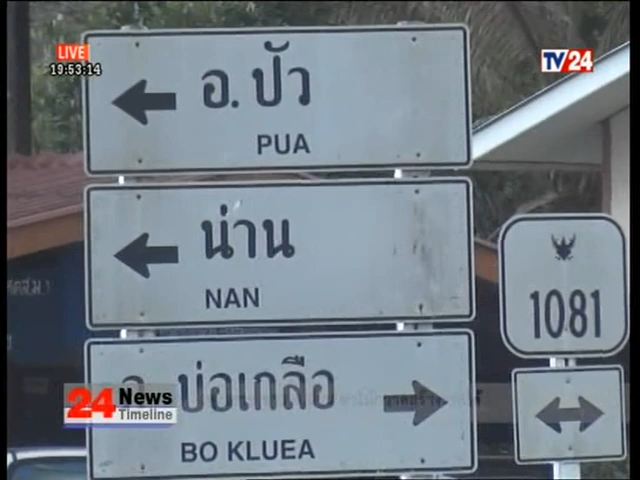 LIVE
19:53:14
TV24
อ. ปัว
PUA
น่าน
NAN
1081
บ่อเกลือ
BO KLUEA
24 News
Timeline